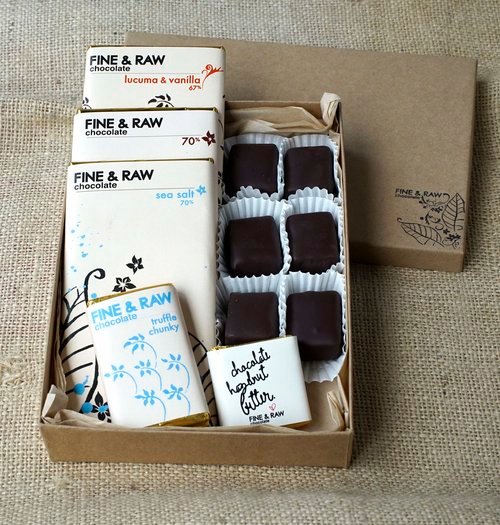 FINE & RAW
chocolate
lucuma & vanilla
67%
FINE & RAW
chocolate
70%
FINE & RAW
chocolate
sea salt
70%
FINE & RAW
chocolate
truffle
chunky
chocolate
hazelnut
butter.
FINE & RAW
chocolate
FINE & RAW
chocolate